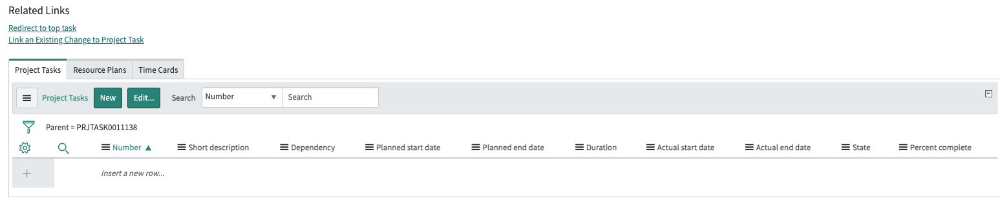 Related Links
Redirect to top task
Link an Existing Change to Project Task
Project Tasks Resource Plans Time Cards
Project Tasks New Edit... Search Number Search
Parent = PRJTASK0011138
Number Short description Dependency Planned start date Planned end date Duration Actual start date Actual end date State Percent complete
Insert a new row...